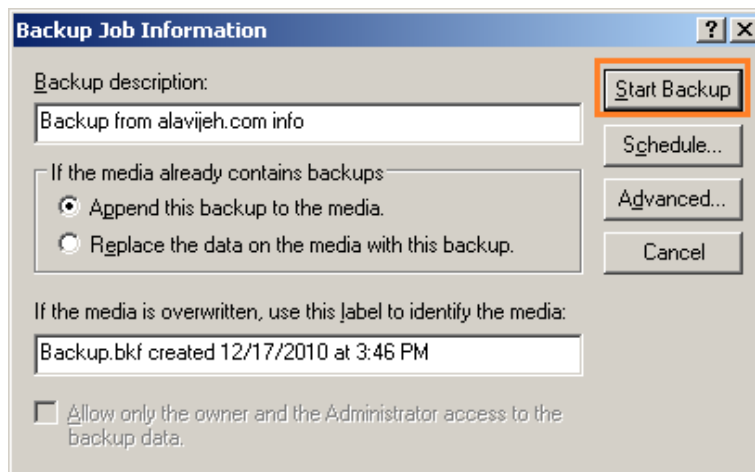 Backup Job Information
Backup description:
Backup from alavijeh.com info
If the media already contains backups
Append this backup to the media.
Replace the data on the media with this backup.
If the media is overwritten, use this label to identify the media:
Backup.bkf created 12/17/2010 at 3:46 PM
Allow only the owner and the Administrator access to the
backup data.
Start Backup
Schedule...
Advanced...
Cancel